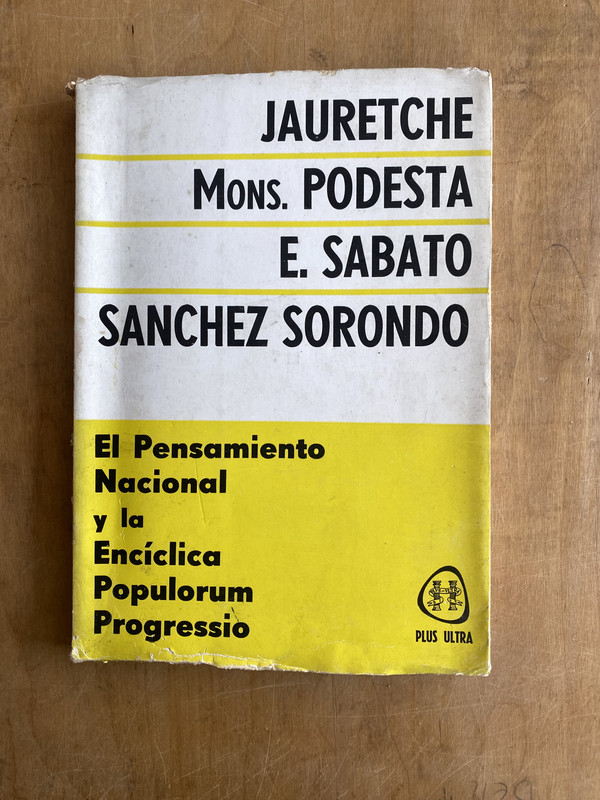 JAURETCHE
MONS. PODESTA
E. SABATO
SANCHEZ SORONDO
El Pensamiento
Nacional
y la
Encíclica
Populorum
Progressio
PLUS ULTRA